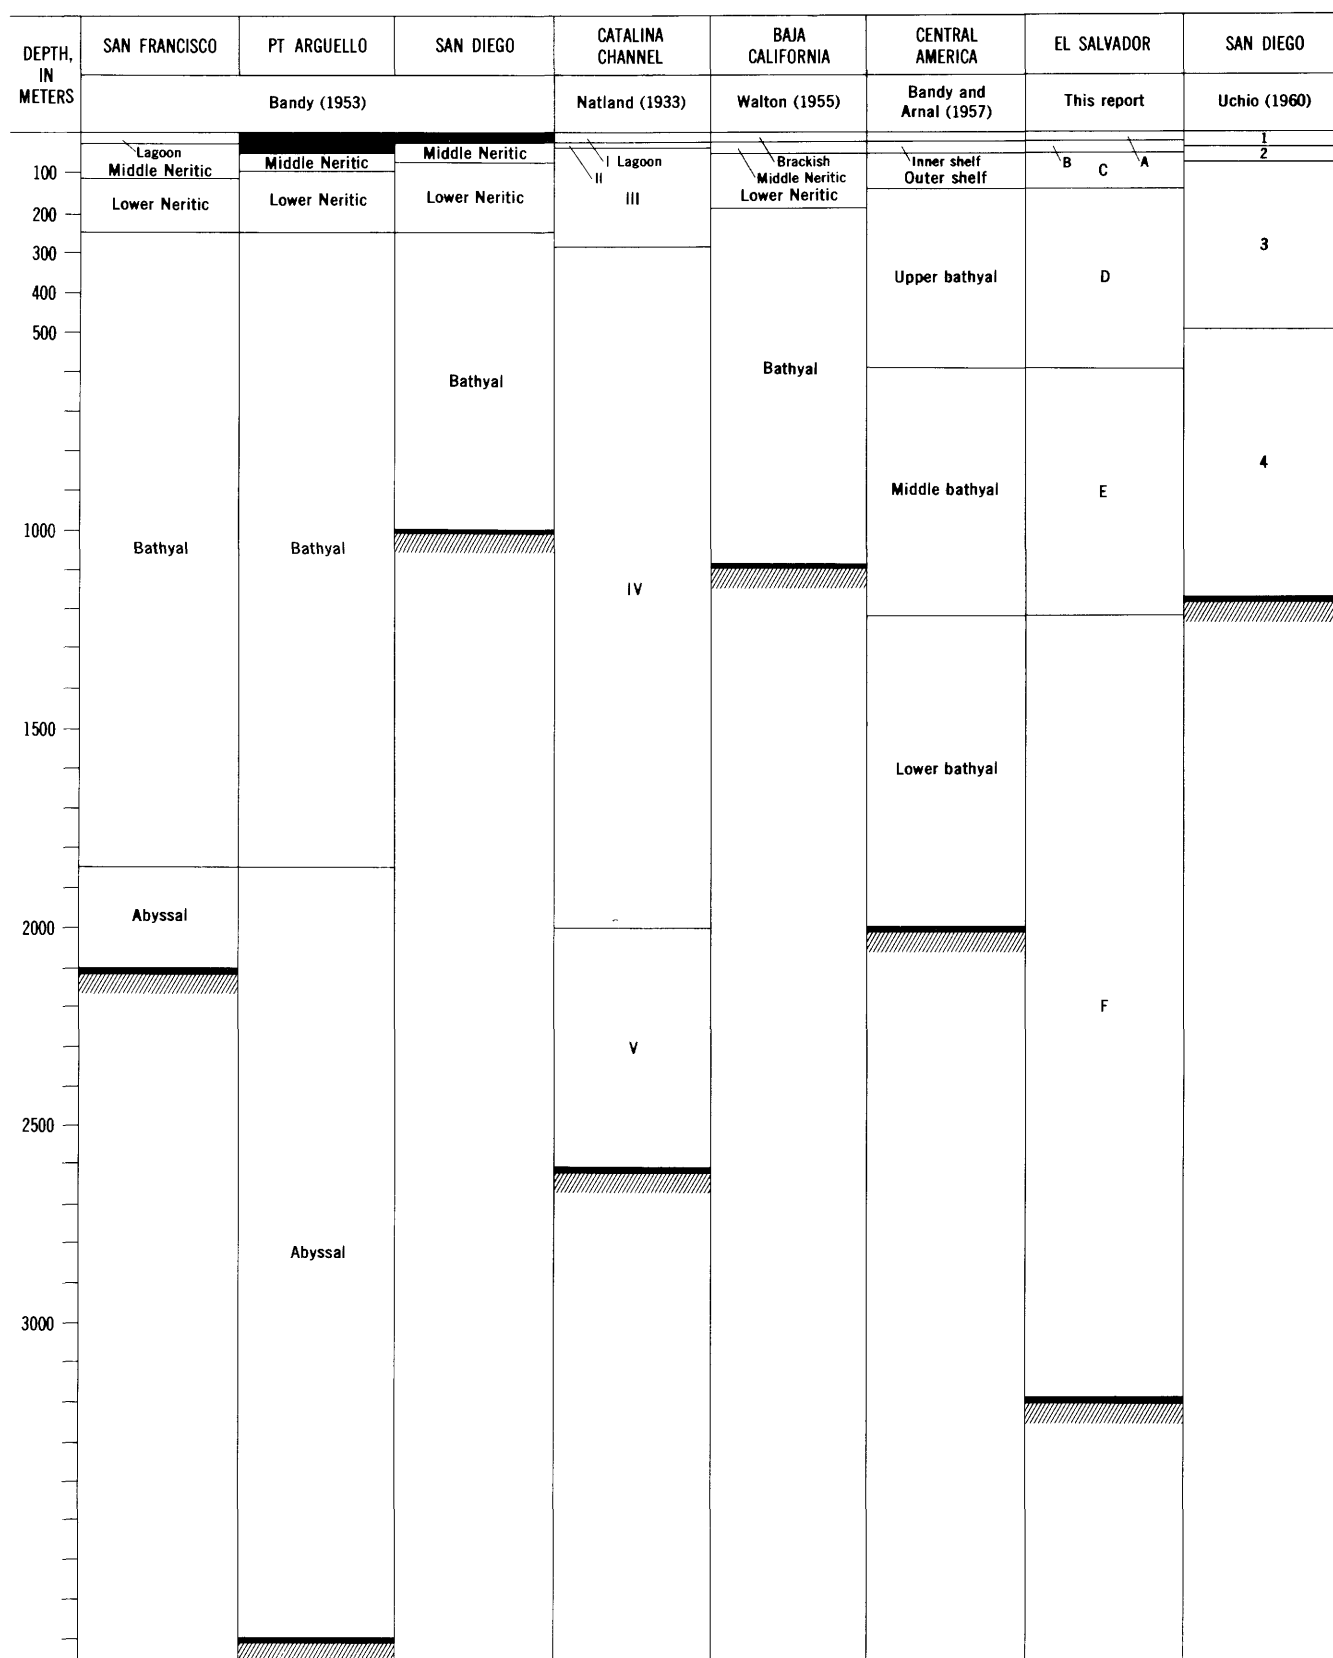 DEPTH,
IN
METERS
SAN FRANCISCO
PT ARGUELLO
SAN DIEGO
CATALINA
CHANNEL
BAJA
CALIFORNIA
CENTRAL
AMERICA
EL SALVADOR
SAN DIEGO
Bandy (1953)
Natland (1933)
Walton (1955)
Bandy and
Arnal (1957)
This report
Uchio (1960)
100
200
300
400
500
1000
1500
2000
2500
3000
Lagoon
Middle Neritic
Lower Neritic
Bathyal
Abyssal
Middle Neritic
Lower Neritic
Bathyal
Abyssal
Middle Neritic
Lower Neritic
Bathyal
I Lagoon
II
III
IV
V
Brackish
Middle Neritic
Lower Neritic
Bathyal
Inner shelf
Outer shelf
Upper bathyal
Middle bathyal
Lower bathyal
B
A
C
D
E
F
1
2
3
4